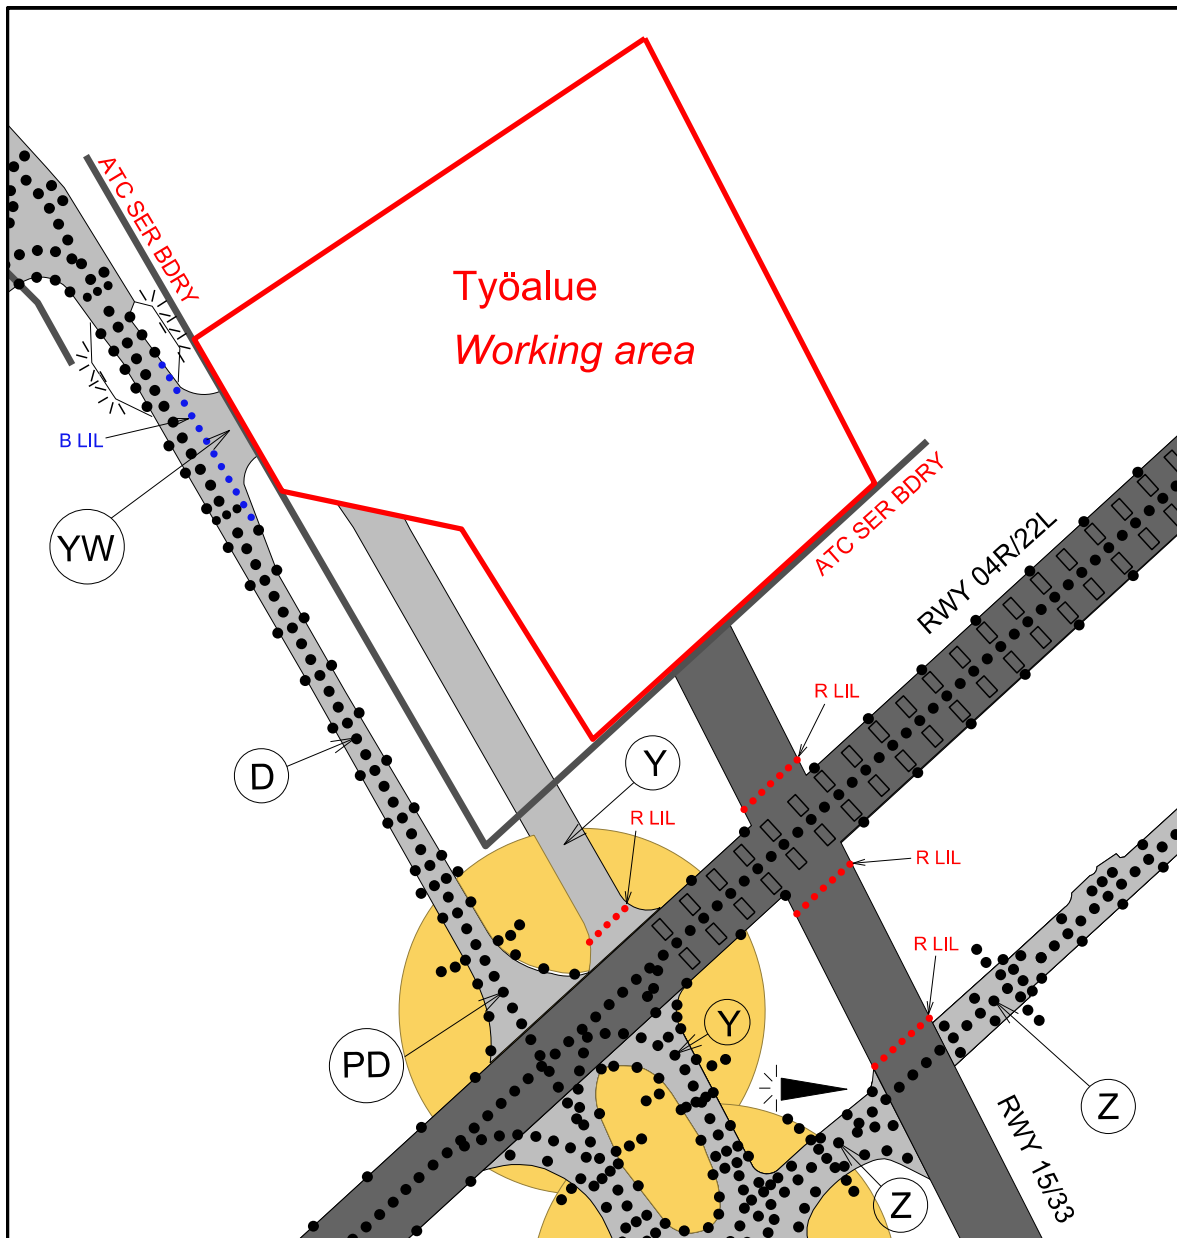 ATC SER BDRY
Työalue
Working area
B LIL
YW
ATC SER BDRY
RWY 04R/22L
R LIL
D
Y
R LIL
R LIL
R LIL
Y
PD
Z
RWY 15/33
Z